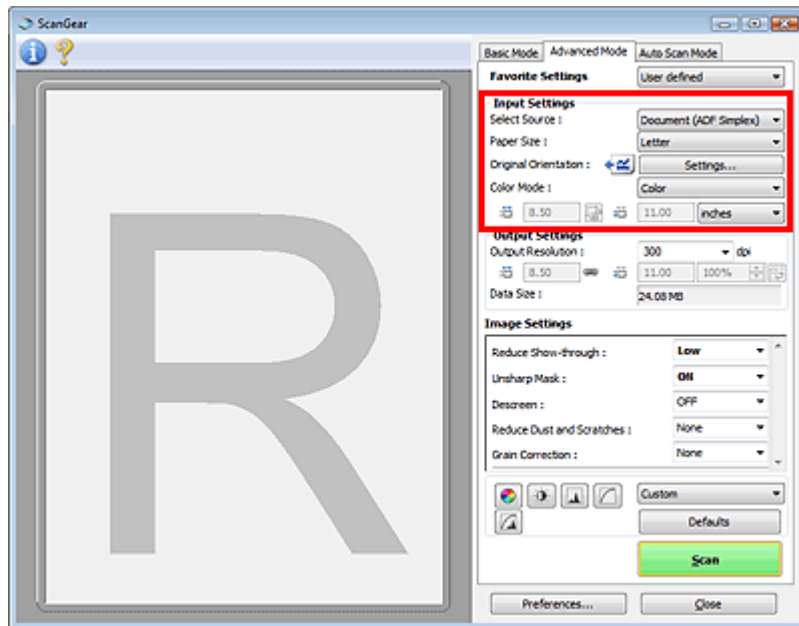 ScanGear
Basic Mode Advanced Mode Auto Scan Mode
Favorite Settings User defined
Input Settings
Select Source : Document (ADF Simplex)
Paper Size : Letter
Original Orientation : Settings...
Color Mode : Color
8.50 11.00 inches
Output Settings
Output Resolution : 300 dpi
8.50 11.00 100%
Data Size : 24.08 MB
Image Settings
Reduce Show-through : Low
Unsharp Mask : ON
Descreen : OFF
Reduce Dust and Scratches : None
Grain Correction : None
Custom
Defaults
Scan
Preferences... Close
R